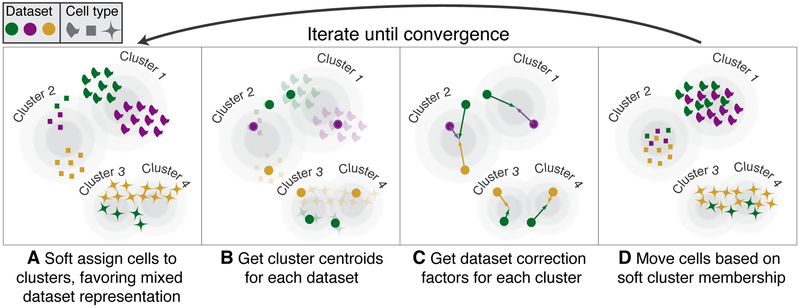 Dataset
Cell type
Iterate until convergence
Cluster 1
Cluster 2
Cluster 3
Cluster 4
Cluster 1
Cluster 2
Cluster 3
Cluster 4
Cluster 1
Cluster 2
Cluster 3
Cluster 4
Cluster 1
Cluster 2
Cluster 3
Cluster 4
A Soft assign cells to
clusters, favoring mixed
dataset representation
B Get cluster centroids
for each dataset
C Get dataset correction
factors for each cluster
D Move cells based on
soft cluster membership